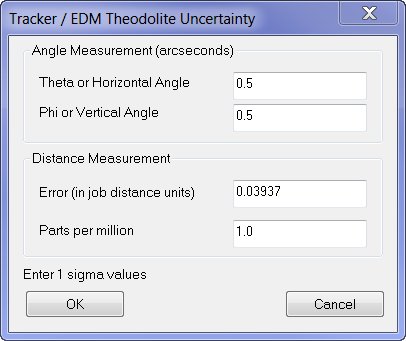 Tracker / EDM Theodolite Uncertainty
Angle Measurement (arcseconds)
Theta or Horizontal Angle 0.5
Phi or Vertical Angle 0.5
Distance Measurement
Error (in job distance units) 0.03937
Parts per million 1.0
Enter 1 sigma values
OK Cancel